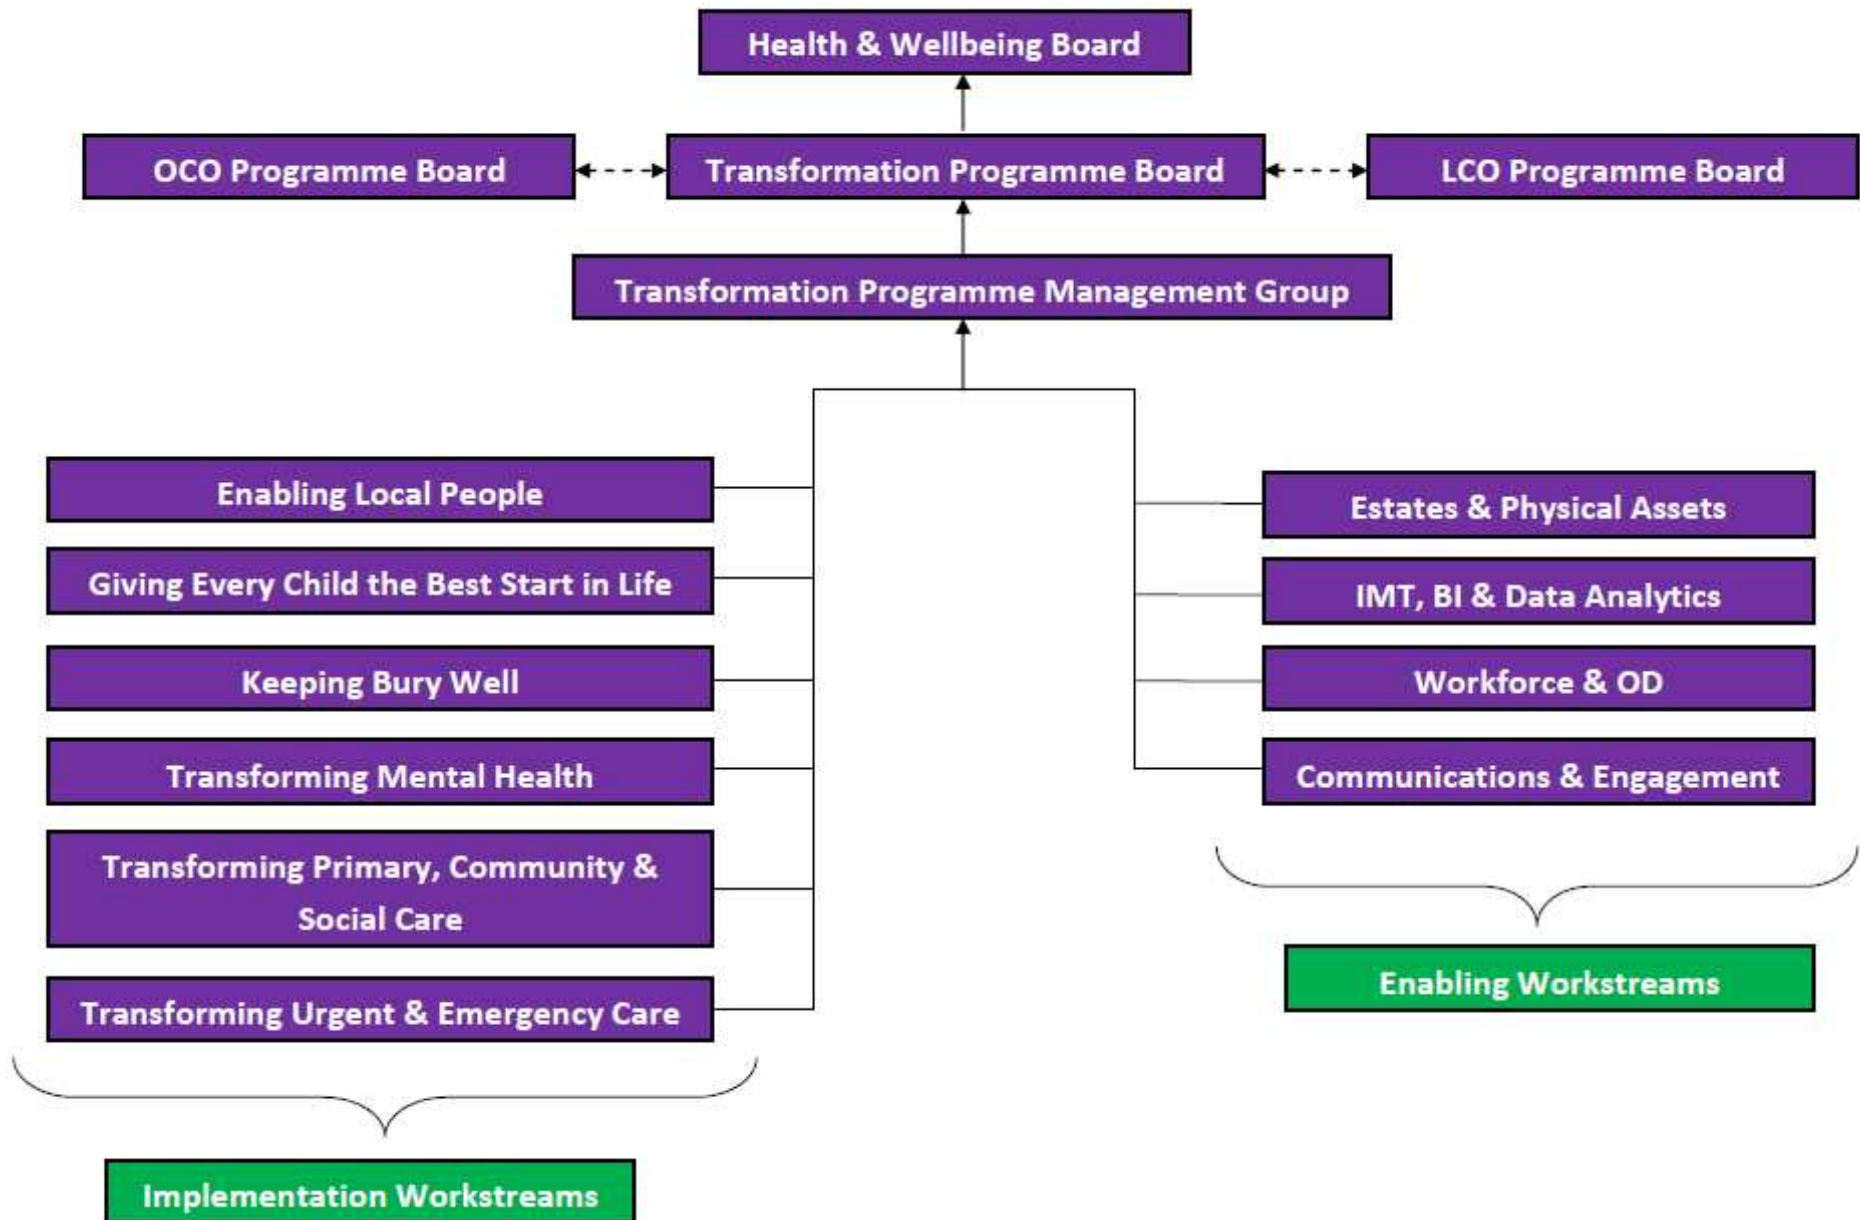 Health & Wellbeing Board
OCO Programme Board
Transformation Programme Board
LCO Programme Board
Transformation Programme Management Group
Enabling Local People
Giving Every Child the Best Start in Life
Keeping Bury Well
Transforming Mental Health
Transforming Primary, Community &
Social Care
Transforming Urgent & Emergency Care
Implementation Workstreams
Estates & Physical Assets
IMT, BI & Data Analytics
Workforce & OD
Communications & Engagement
Enabling Workstreams